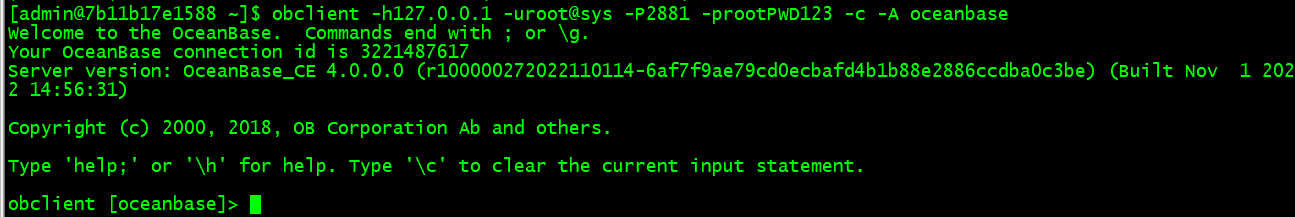 [admin@7b11b17e1588 ~]$ obclient -h127.0.0.1 -uroot@sys -P2881 -prootPWD123 -c -A oceanbase
Welcome to the OceanBase.  Commands end with ; or \g.
Your OceanBase connection id is 3221487617
Server version: OceanBase_CE 4.0.0.0 (r100000272022110114-6af7f9ae79cd0ecbafd4b1b88e2886ccdba0c3be) (Built Nov  1 202
2 14:56:31)
Copyright (c) 2000, 2018, OB Corporation Ab and others.
Type 'help;' or '\h' for help. Type '\c' to clear the current input statement.
obclient [oceanbase]>